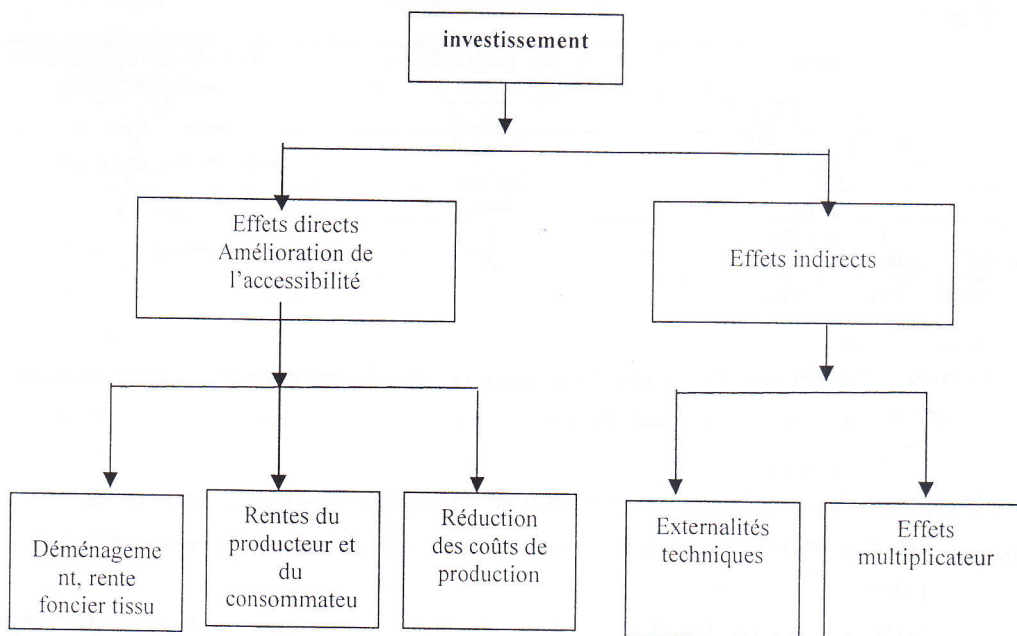 investissement
Effets directs
Amélioration de
l'accessibilité
Effets indirects
Déménageme
nt, rente
foncier tissu
Rentes du
producteur et
du
consommateu
Réduction
des coûts de
production
Externalités
techniques
Effets
multiplicateur